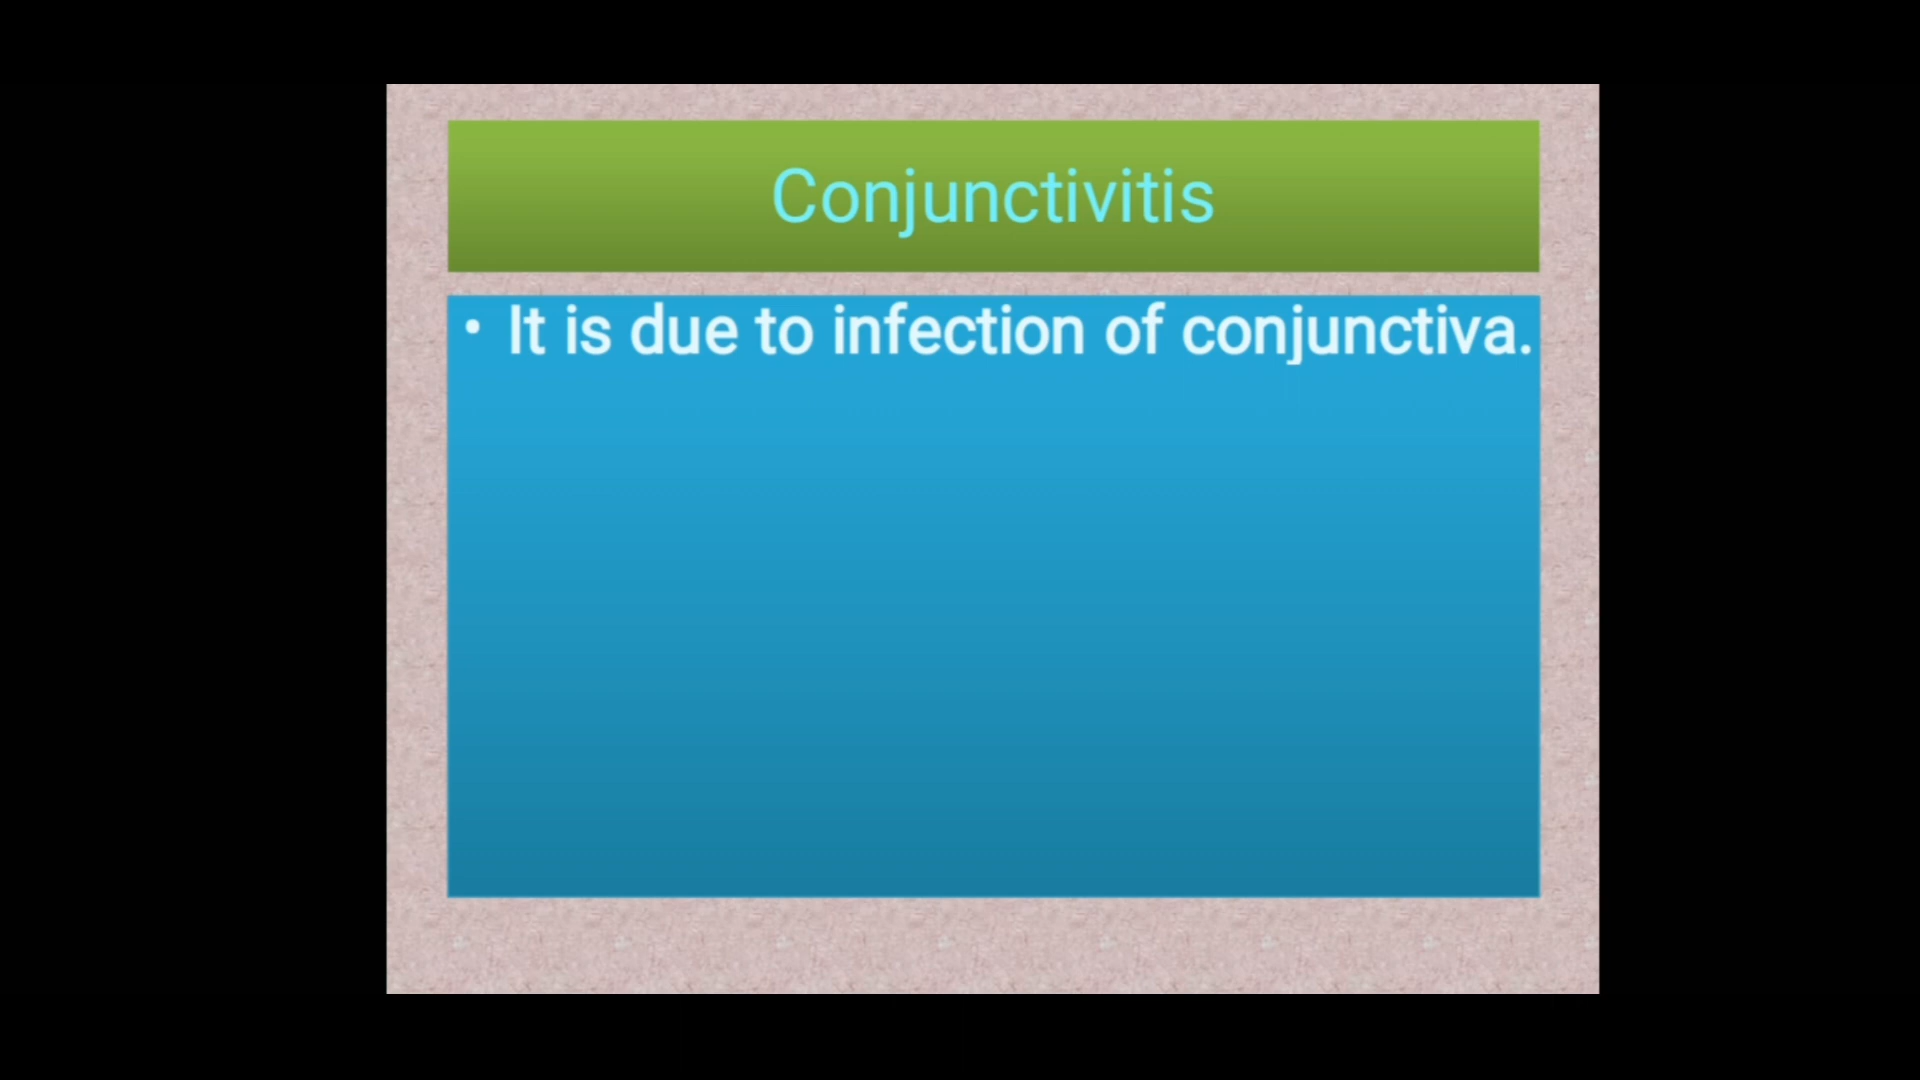 Conjunctivitis
• It is due to infection of conjunctiva.